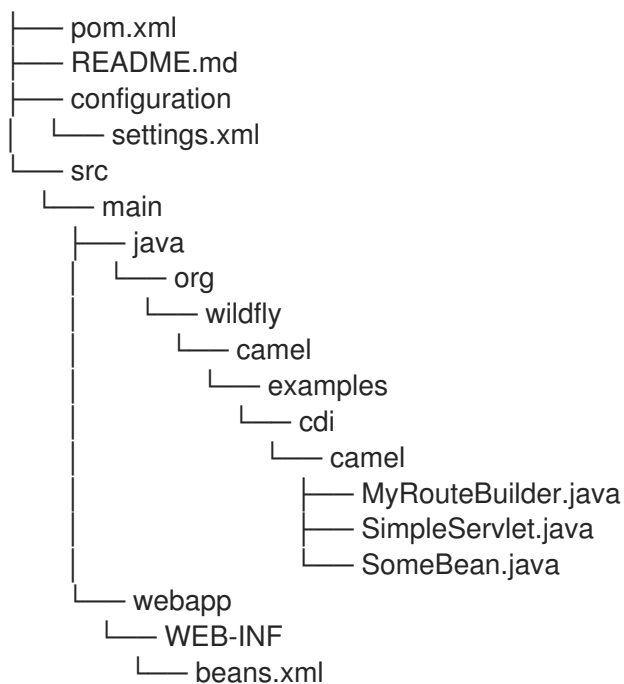 ├── pom.xml
├── README.md
├── configuration
│   └── settings.xml
└── src
    └── main
        ├── java
        │   └── org
        │       └── wildfly
        │           └── camel
        │               └── examples
        │                   └── cdi
        │                       └── camel
        │                           ├── MyRouteBuilder.java
        │                           ├── SimpleServlet.java
        │                           └── SomeBean.java
        └── webapp
            └── WEB-INF
                └── beans.xml